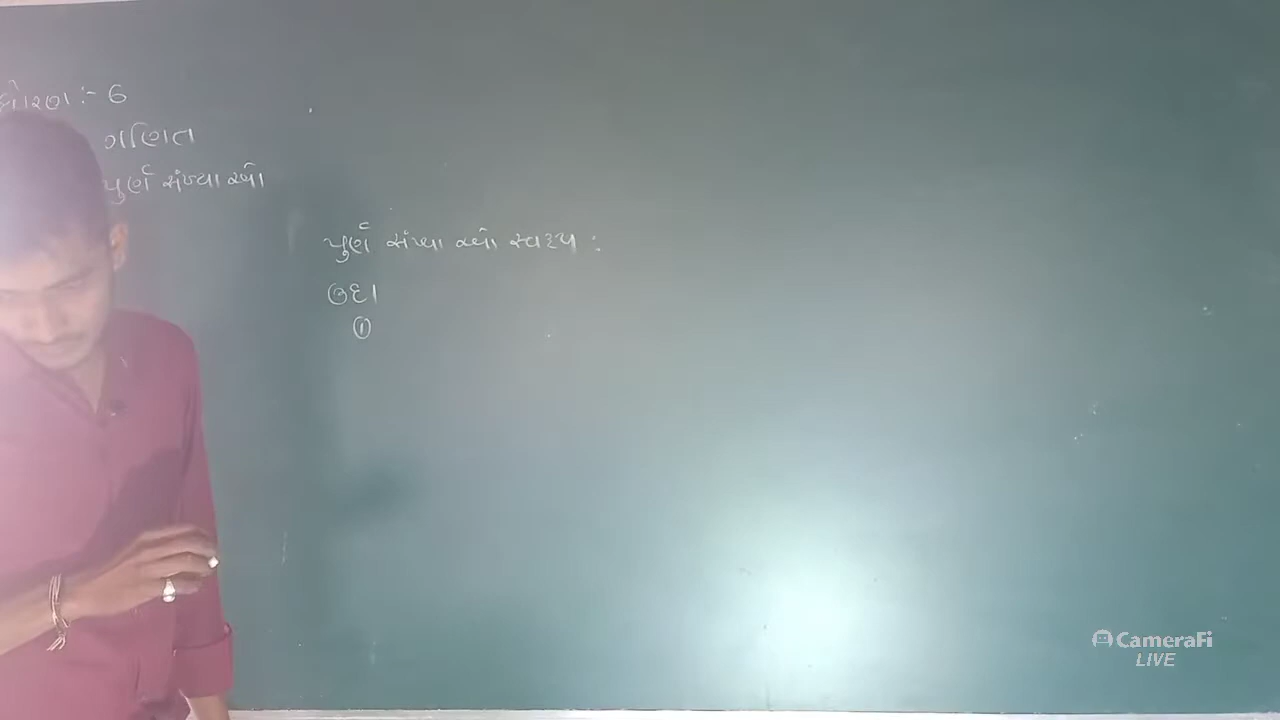 ધોરણ :- 6
ગણિત
પુર્ણ સંખ્યા ઓ
પુર્ણ સંખ્યા ઓ સ્વરૂપ :
ઉદા
①
CameraFi
LIVE